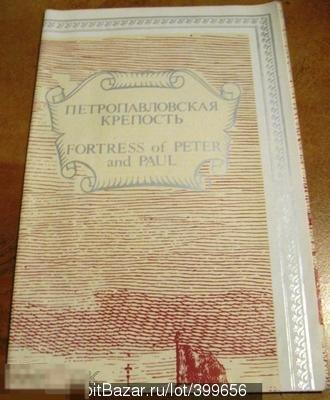 ПЕТРОПАВЛОВСКАЯ
КРЕПОСТЬ
FORTRESS of PETER
and PAUL
bitBazar.ru/lot/399656